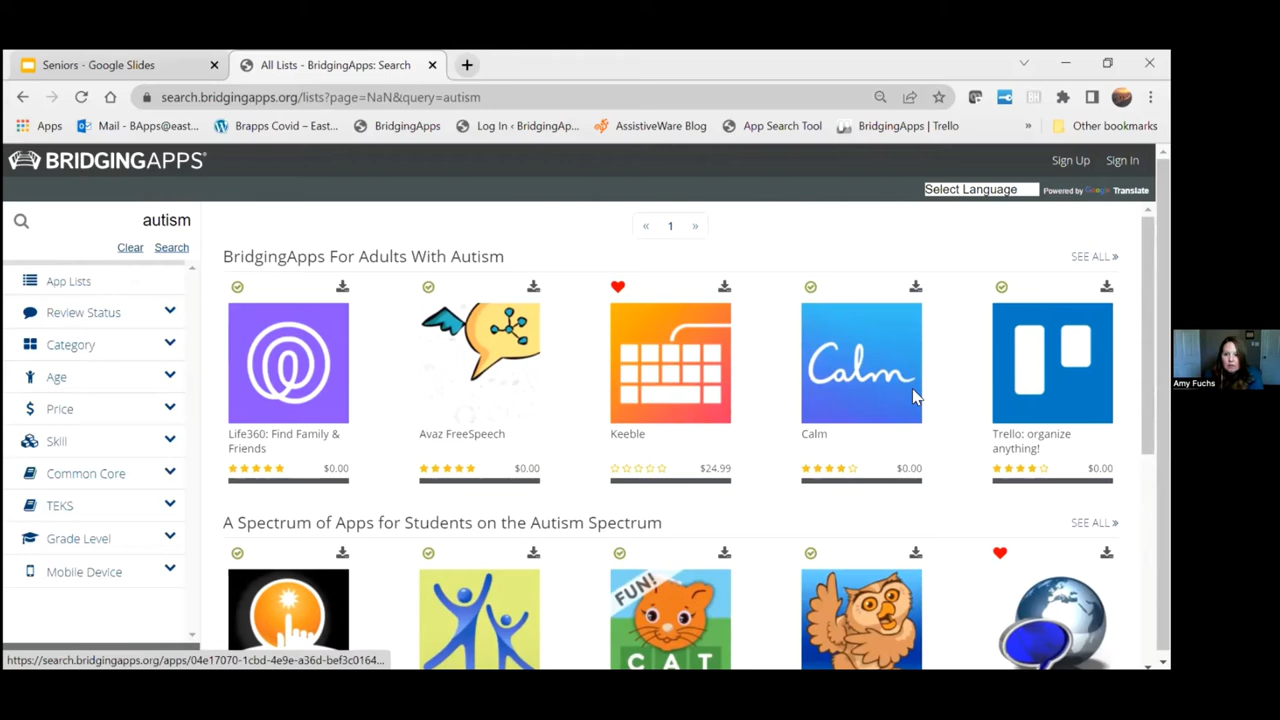 Seniors - Google Slides
All Lists - BridgingApps: Search
search.bridgingapps.org/lists?page=NaN&query=autism
Apps
Mail - BApps@east...
Brapps Covid – East...
BridgingApps
Log In ‹ BridgingAp...
AssistiveWare Blog
App Search Tool
BridgingApps | Trello
»
Other bookmarks
BRIDGINGAPPS
Sign Up
Sign In
Select Language
Powered by Google Translate
autism
Clear
Search
« 1 »
App Lists
Review Status
Category
Age
Price
Skill
Common Core
TEKS
Grade Level
Mobile Device
BridgingApps For Adults With Autism
SEE ALL »
Calm
Life360: Find Family &
Friends
$0.00
Avaz FreeSpeech
$0.00
Keeble
$24.99
Calm
$0.00
Trello: organize
anything!
$0.00
A Spectrum of Apps for Students on the Autism Spectrum
SEE ALL »
FUN!
CAT
https://search.bridgingapps.org/apps/04e17070-1cbd-4e9e-a36d-bef3c0164...
Amy Fuchs